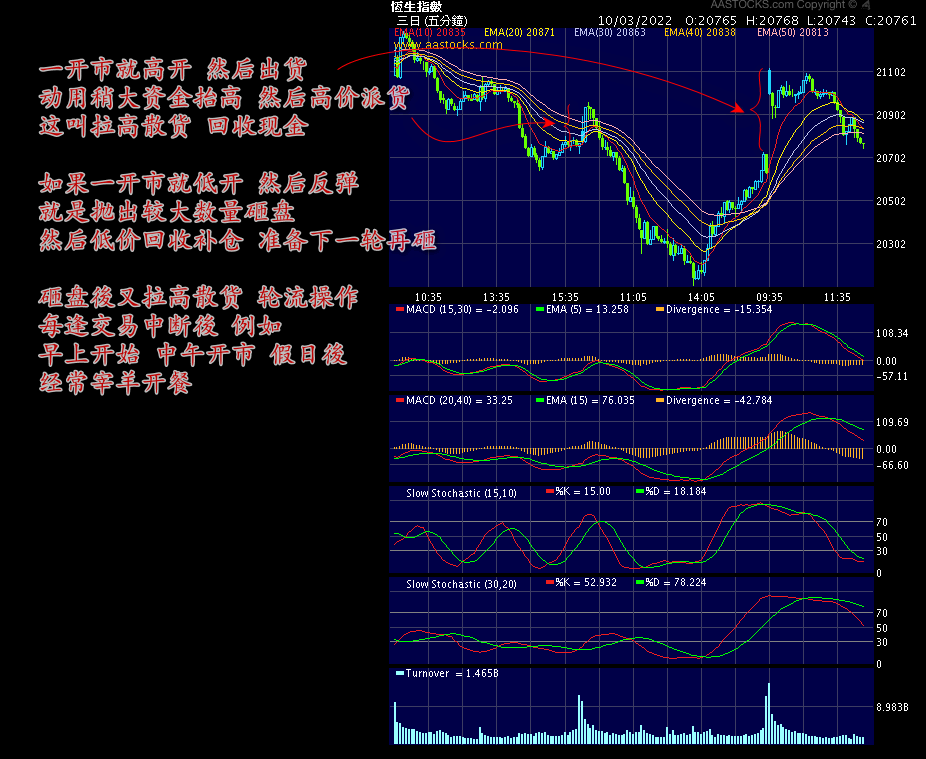 恆生指數
AASTOCKS.com Copyright ©
三日 (五分鐘)
10/03/2022 O:20765 H:20768 L:20743 C:20761
EMA(10) 20835 EMA(20) 20871 EMA(30) 20863 EMA(40) 20838 EMA(50) 20813
www.aastocks.com
一开市就高开 然后出货
动用稍大资金抬高 然后高价派货
这叫拉高散货 回收现金
如果一开市就低开 然后反弹
就是抛出较大数量砸盘
然后低价回收补仓 准备下一轮再砸
砸盘後又拉高散货 轮流操作
每逢交易中断後 例如
早上开始 中午开市 假日後
经常宰羊开餐
21102
20902
20702
20502
20302
10:35 13:35 15:35 11:05 14:05 09:35 11:35
MACD (15,30) = -2.096 EMA (5) = 13.258 Divergence = -15.354
108.34
0.00
-57.11
MACD (20,40) = 33.25 EMA (15) = 76.035 Divergence = -42.784
109.69
0.00
-66.60
Slow Stochastic (15,10) %K = 15.00 %D = 18.184
70
50
30
0
Slow Stochastic (30,20) %K = 52.932 %D = 78.224
70
50
30
0
Turnover = 1.465B
8.983B